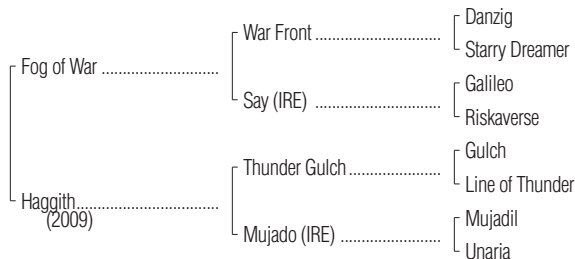 Danzig
War Front ..............................
Starry Dreamer
Fog of War ............................
Galileo
Say (IRE) ..............................
Riskaverse
Gulch
Thunder Gulch ......................
Line of Thunder
Haggith ..................................
(2009)
Mujadil
Mujado (IRE) ........................
Unaria